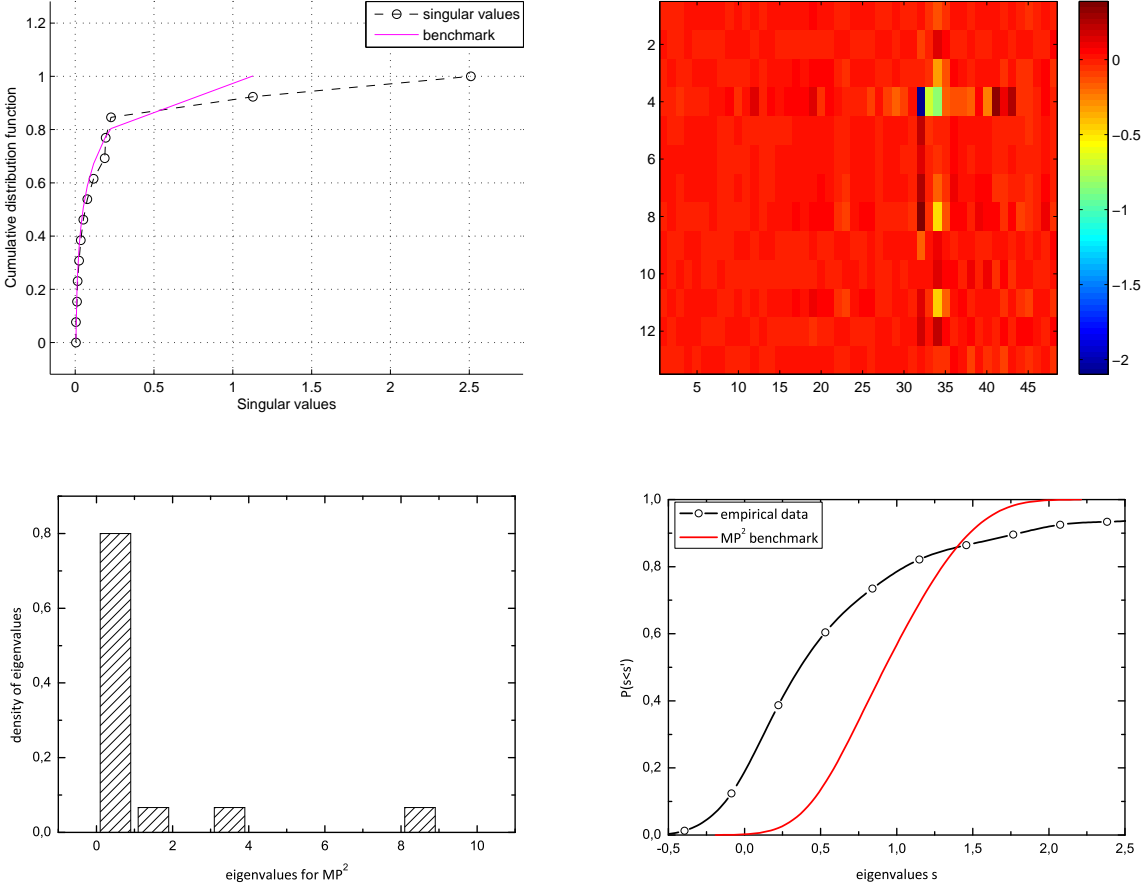 singular values
benchmark
Cumulative distribution function
1.2
1
0.8
0.6
0.4
0.2
0
0 0.5 1 1.5 2 2.5
Singular values
2
4
6
8
10
12
5 10 15 20 25 30 35 40 45
0
−0.5
−1
−1.5
−2
density of eigenvalues
0,8
0,6
0,4
0,2
0,0
0 2 4 6 8 10
eigenvalues for MP²
empirical data
MP² benchmark
P(s<s')
1,0
0,8
0,6
0,4
0,2
0,0
-0,5 0,0 0,5 1,0 1,5 2,0 2,5
eigenvalues s